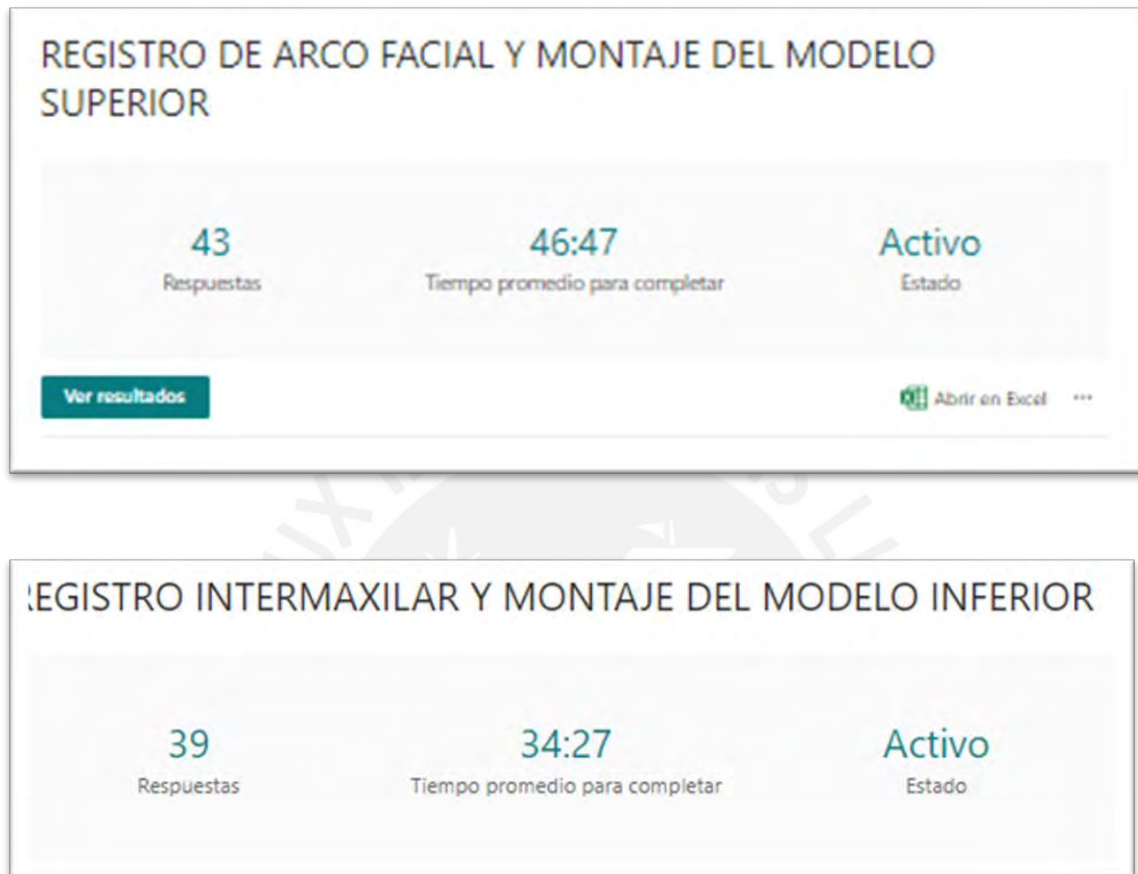 REGISTRO DE ARCO FACIAL Y MONTAJE DEL MODELO
SUPERIOR
43
46:47
Activo
Respuestas
Tiempo promedio para completar
Estado
Ver resultados
Abrir en Excel ...
REGISTRO INTERMAXILAR Y MONTAJE DEL MODELO INFERIOR
39
34:27
Activo
Respuestas
Tiempo promedio para completar
Estado